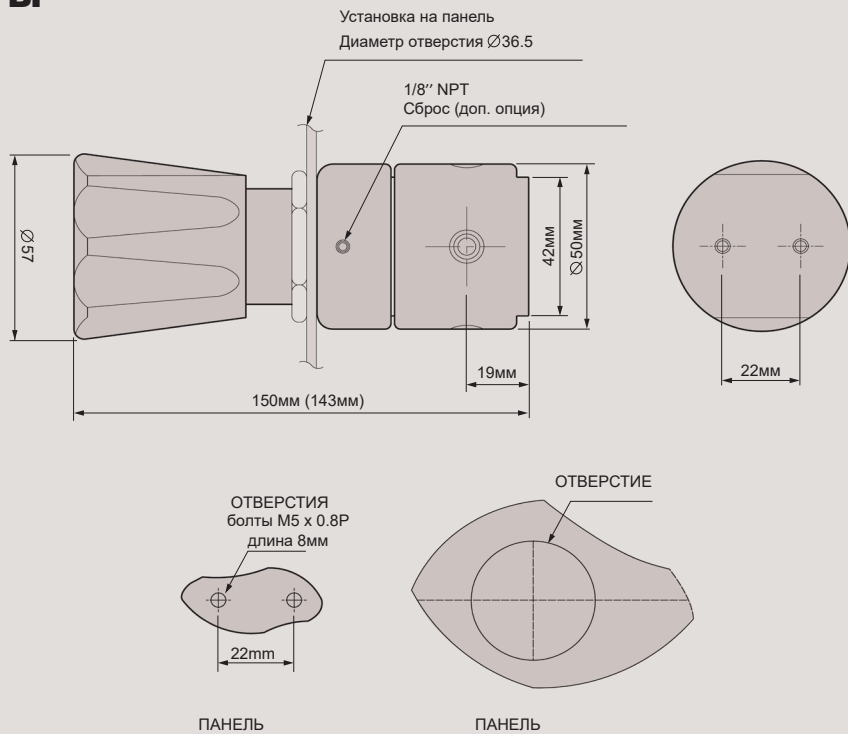 Установка на панель
Диаметр отверстия ∅36.5
1/8′′ NPT
Сброс (доп. опция)
∅57
42мм
∅50мм
19мм
22мм
150мм (143мм)
ОТВЕРСТИЕ
ОТВЕРСТИЯ
болты M5 x 0.8P
длина 8мм
22mm
ПАНЕЛЬ
ПАНЕЛЬ